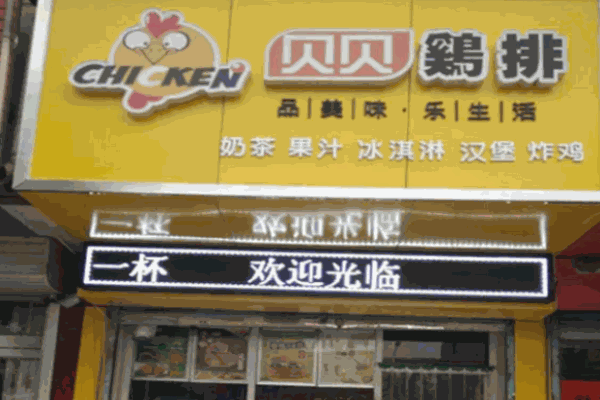 CHICKEN 贝贝 鷄排
品|美|味·乐|生|活
奶茶 果汁 冰淇淋 汉堡 炸鸡
一杯 欢迎光临